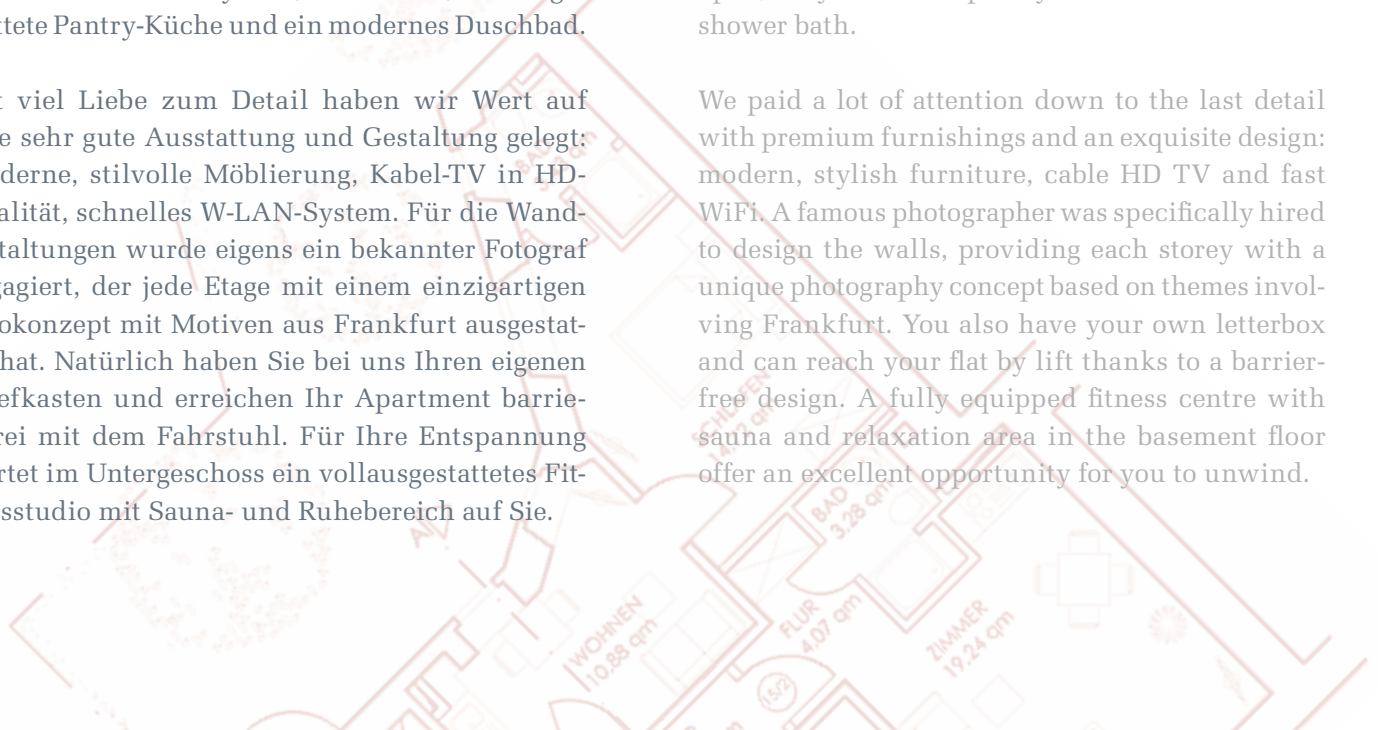 tete Pantry-Küche und ein modernes Duschbad.
viel Liebe zum Detail haben wir Wert auf
e sehr gute Ausstattung und Gestaltung gelegt:
derne, stilvolle Möblierung, Kabel-TV in HD-
alität, schnelles W-LAN-System. Für die Wand-
taltungen wurde eigens ein bekannter Fotograf
gagiert, der jede Etage mit einem einzigartigen
okonzept mit Motiven aus Frankfurt ausgestat-
hat. Natürlich haben Sie bei uns Ihren eigenen
efkasten und erreichen Ihr Apartment barrie-
rei mit dem Fahrstuhl. Für Ihre Entspannung
rtet im Untergeschoss ein vollausgestattetes Fit-
sstudio mit Sauna- und Ruhebereich auf Sie.
shower bath.
We paid a lot of attention down to the last detail
with premium furnishings and an exquisite design:
modern, stylish furniture, cable HD TV and fast
WiFi. A famous photographer was specifically hired
to design the walls, providing each storey with a
unique photography concept based on themes invol-
ving Frankfurt. You also have your own letterbox
and can reach your flat by lift thanks to a barrier-
free design. A fully equipped fitness centre with
sauna and relaxation area in the basement floor
offer an excellent opportunity for you to unwind.
BAD
SCHLAFEN
BAD
3.28 qm
WOHNEN
10.88 qm
FLUR
4.07 qm
ZIMMER
19.24 qm
(15/2)